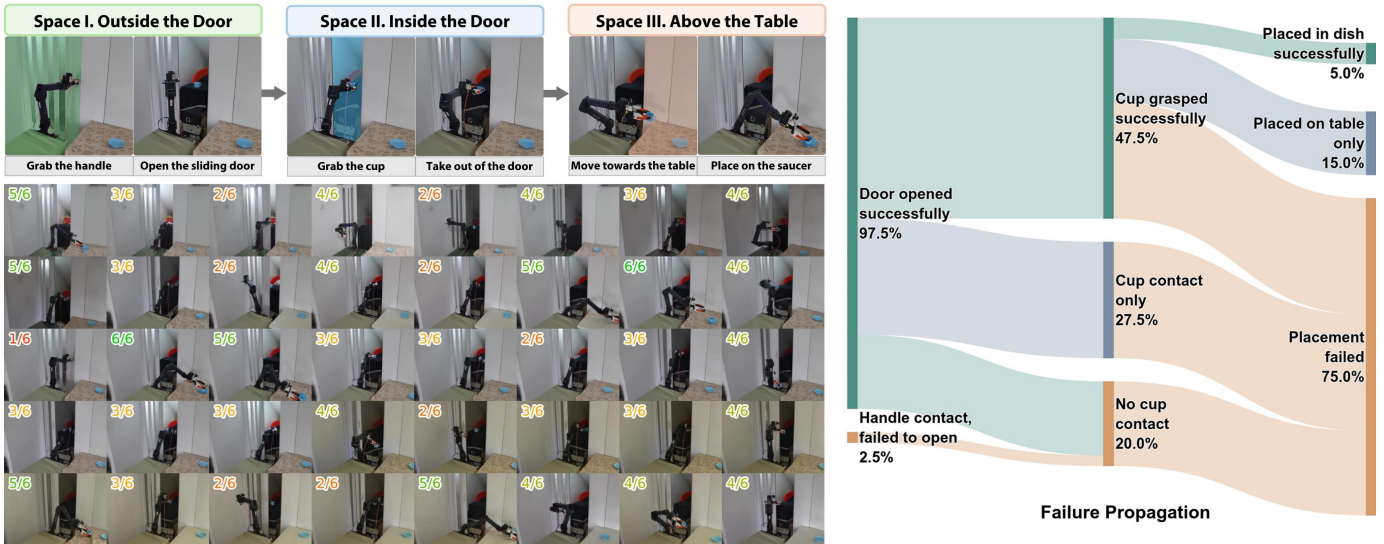 Space I. Outside the Door
Space II. Inside the Door
Space III. Above the Table
Grab the handle
Open the sliding door
Grab the cup
Take out of the door
Move towards the table
Place on the saucer
5/6 3/6 2/6 4/6 2/6 4/6 3/6 4/6
5/6 3/6 2/6 4/6 2/6 5/6 6/6 4/6
1/6 6/6 5/6 3/6 3/6 2/6 3/6 4/6
3/6 3/6 3/6 4/6 2/6 3/6 3/6 4/6
5/6 3/6 2/6 2/6 5/6 4/6 4/6 4/6
Door opened
successfully
97.5%
Handle contact,
failed to open
2.5%
Cup grasped
successfully
47.5%
Cup contact
only
27.5%
No cup
contact
20.0%
Placed in dish
successfully
5.0%
Placed on table
only
15.0%
Placement
failed
75.0%
Failure Propagation